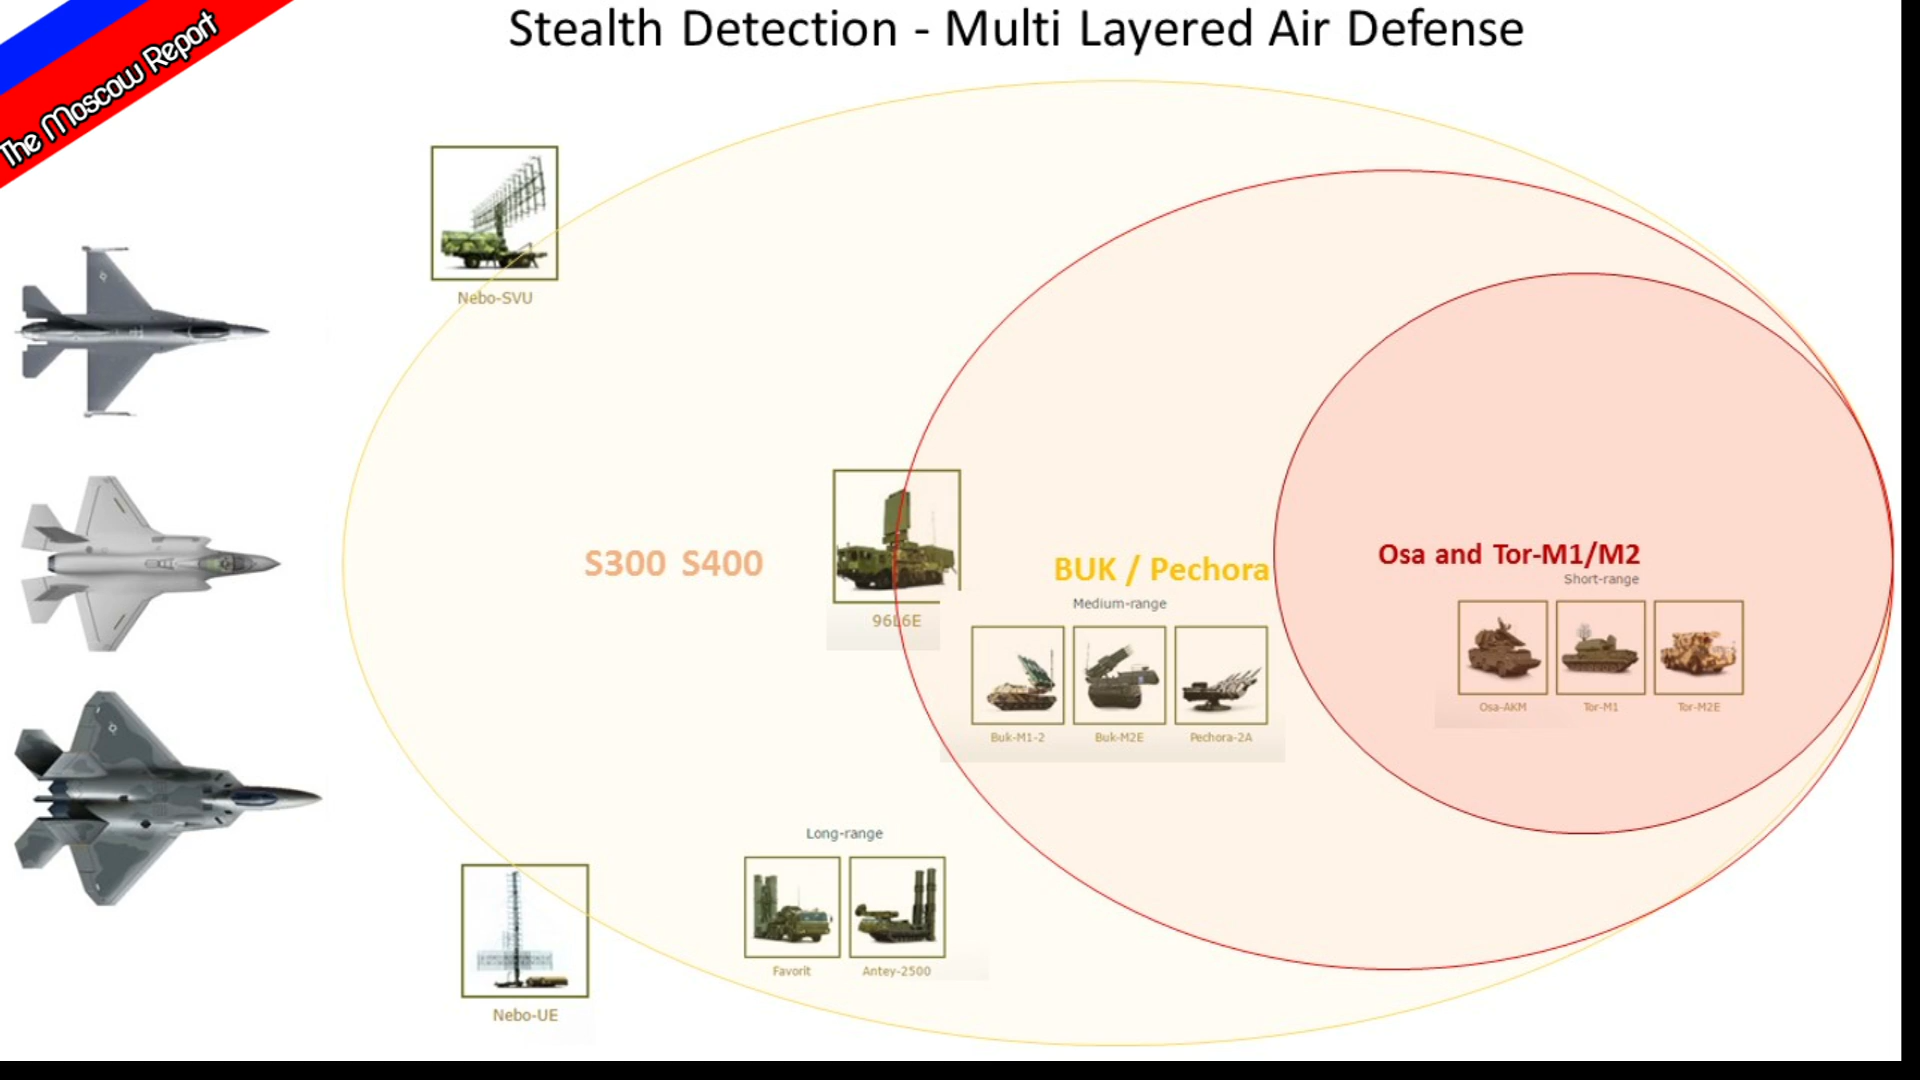 Stealth Detection - Multi Layered Air Defense
The Moscow Report
Nebo-SVU
S300 S400
96L6E
BUK / Pechora
Medium-range
Buk-M1-2
Buk-M2E
Pechora-2A
Osa and Tor-M1/M2
Short-range
Osa-AKM
Tor-M1
Tor-M2E
Long-range
Favorit
Antey-2500
Nebo-UE